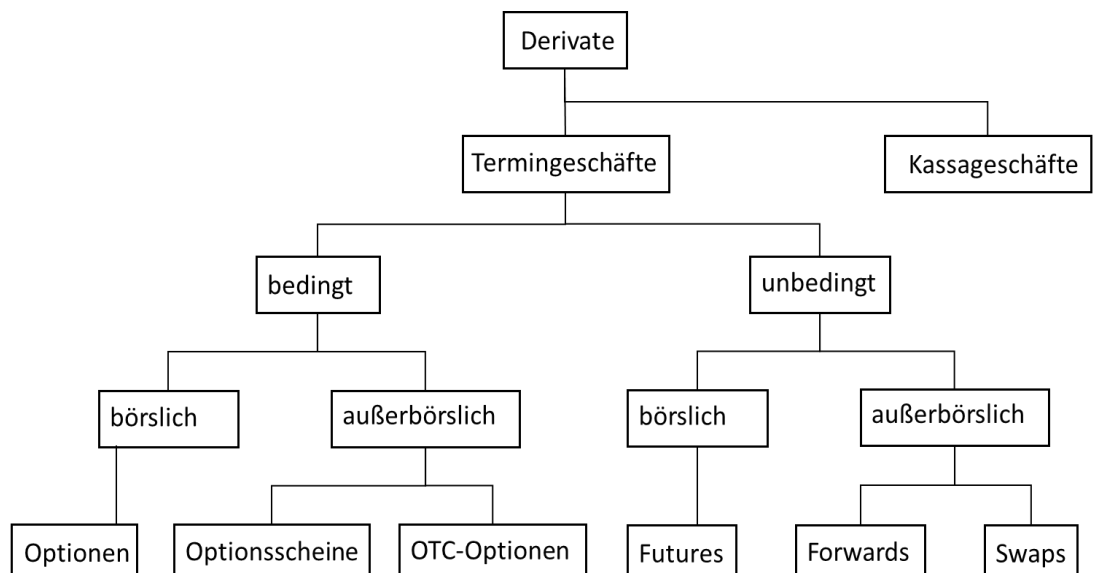 Derivate
Termingeschäfte
Kassageschäfte
bedingt
unbedingt
börslich
außerbörslich
börslich
außerbörslich
Optionen
Optionsscheine
OTC-Optionen
Futures
Forwards
Swaps